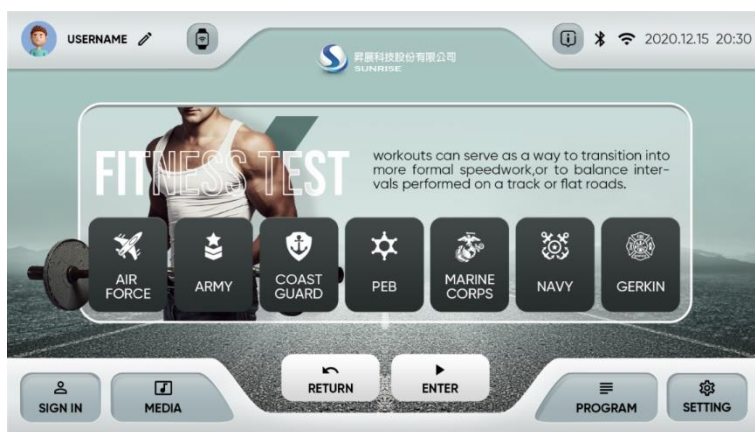 USERNAME
2020.12.15 20:30
昇展科技股份有限公司
SUNRISE
FITNESS TEST
workouts can serve as a way to transition into
more formal speedwork,or to balance inter-
vals performed on a track or flat roads.
AIR
FORCE
ARMY
COAST
GUARD
PEB
MARINE
CORPS
NAVY
GERKIN
RETURN
ENTER
SIGN IN
MEDIA
PROGRAM
SETTING